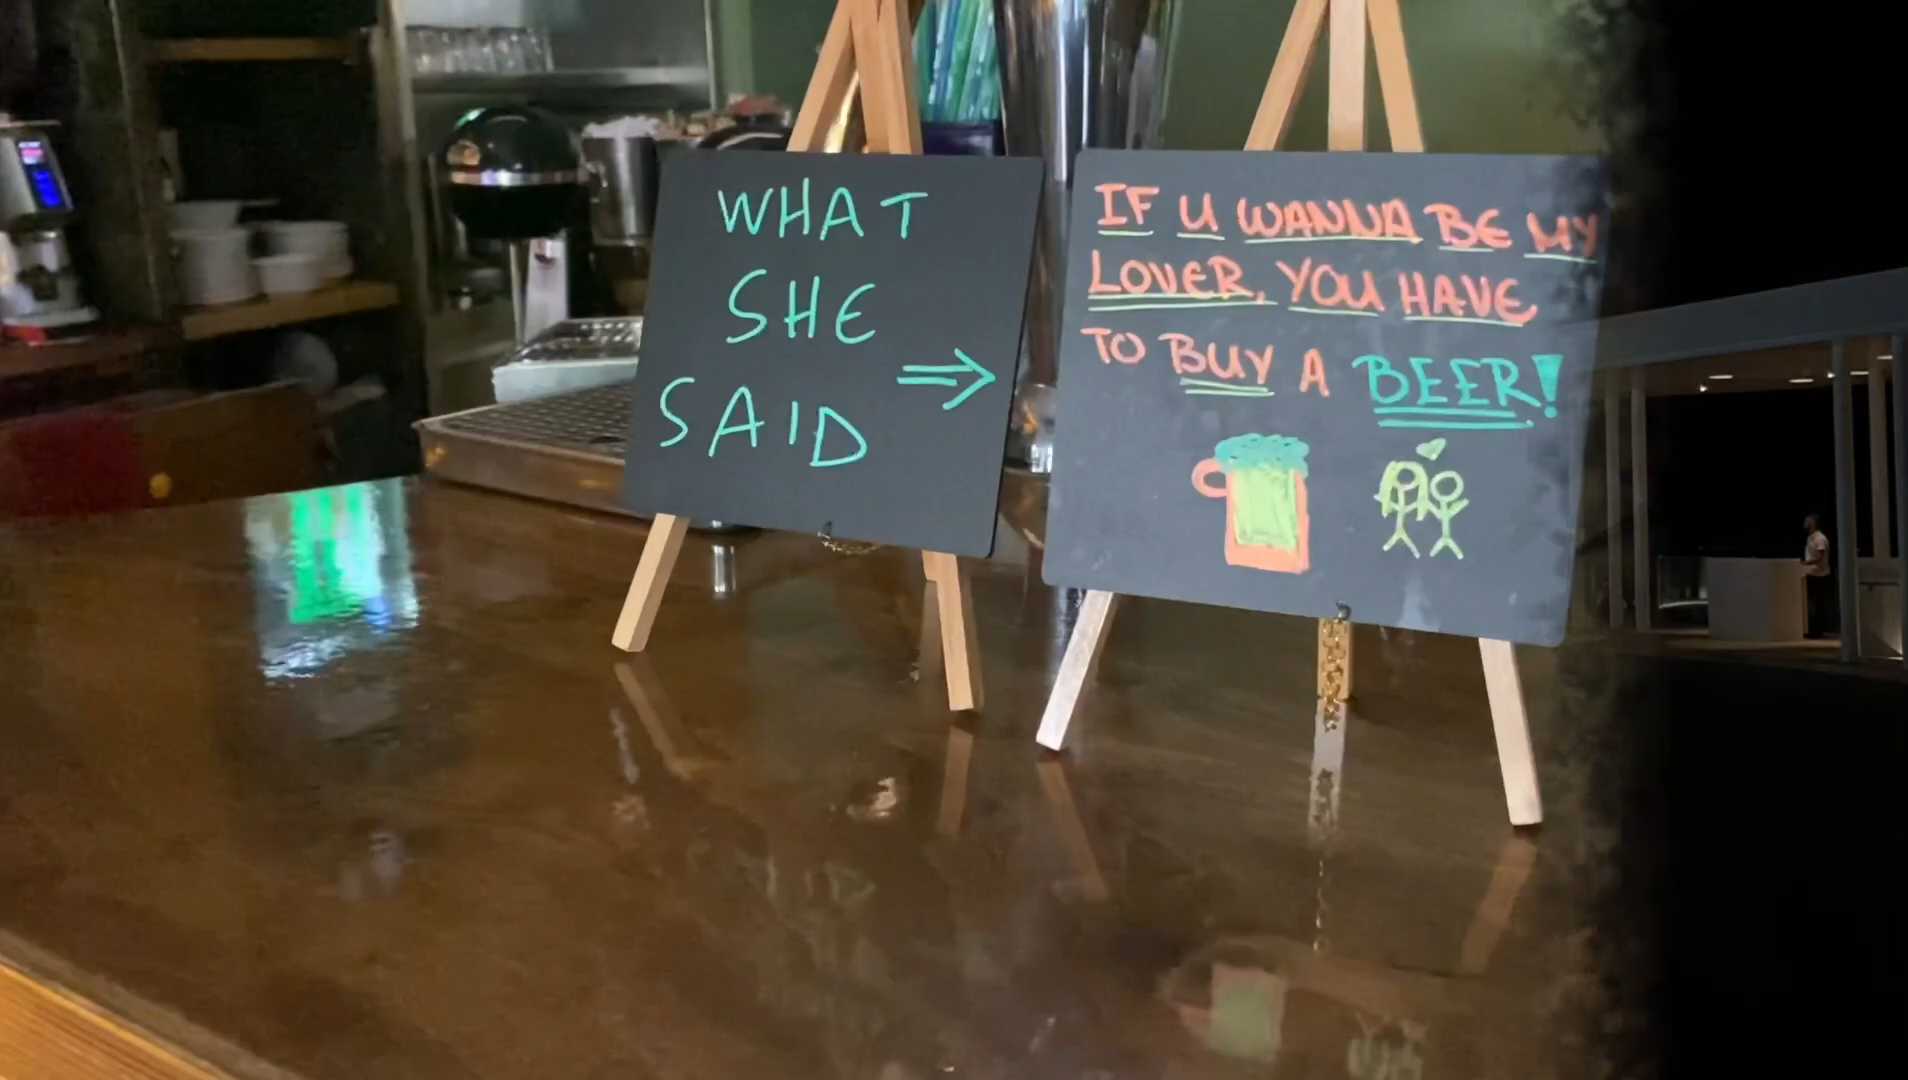 WHAT
SHE
SAID
⇒
IF U WANNA BE MY
LOVER, YOU HAVE
TO BUY A BEER!